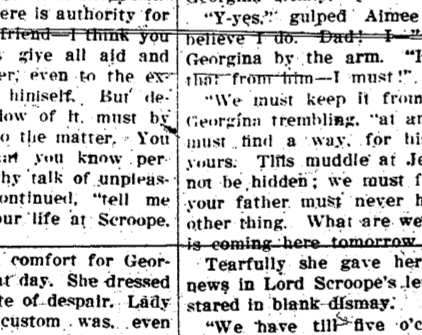 ere is authority for
friend—I think you
give all aid and
er, even to the ex-
himself. But de-
low of it. must by
o the matter. You
you know per-
hy talk of unpleas-
ontinued, "tell me
our life at Scroope.
comfort for Geor-
at day. She dressed
te of despair. Lady
custom was. even
"Y-yes," gulped Aimee
believe I do. Dad! I—"
Georgina by the arm. "I
that from him—I must!"
"We must keep it from
Georgina trembling, "at
must find a way, for his
yours. This muddle at Je
not be hidden; we must f
your father must never h
other thing. What are we
is coming here tomorrow
Tearfully she gave her
news in Lord Scroope's le
stared in blank dismay.
"We have till five o'c